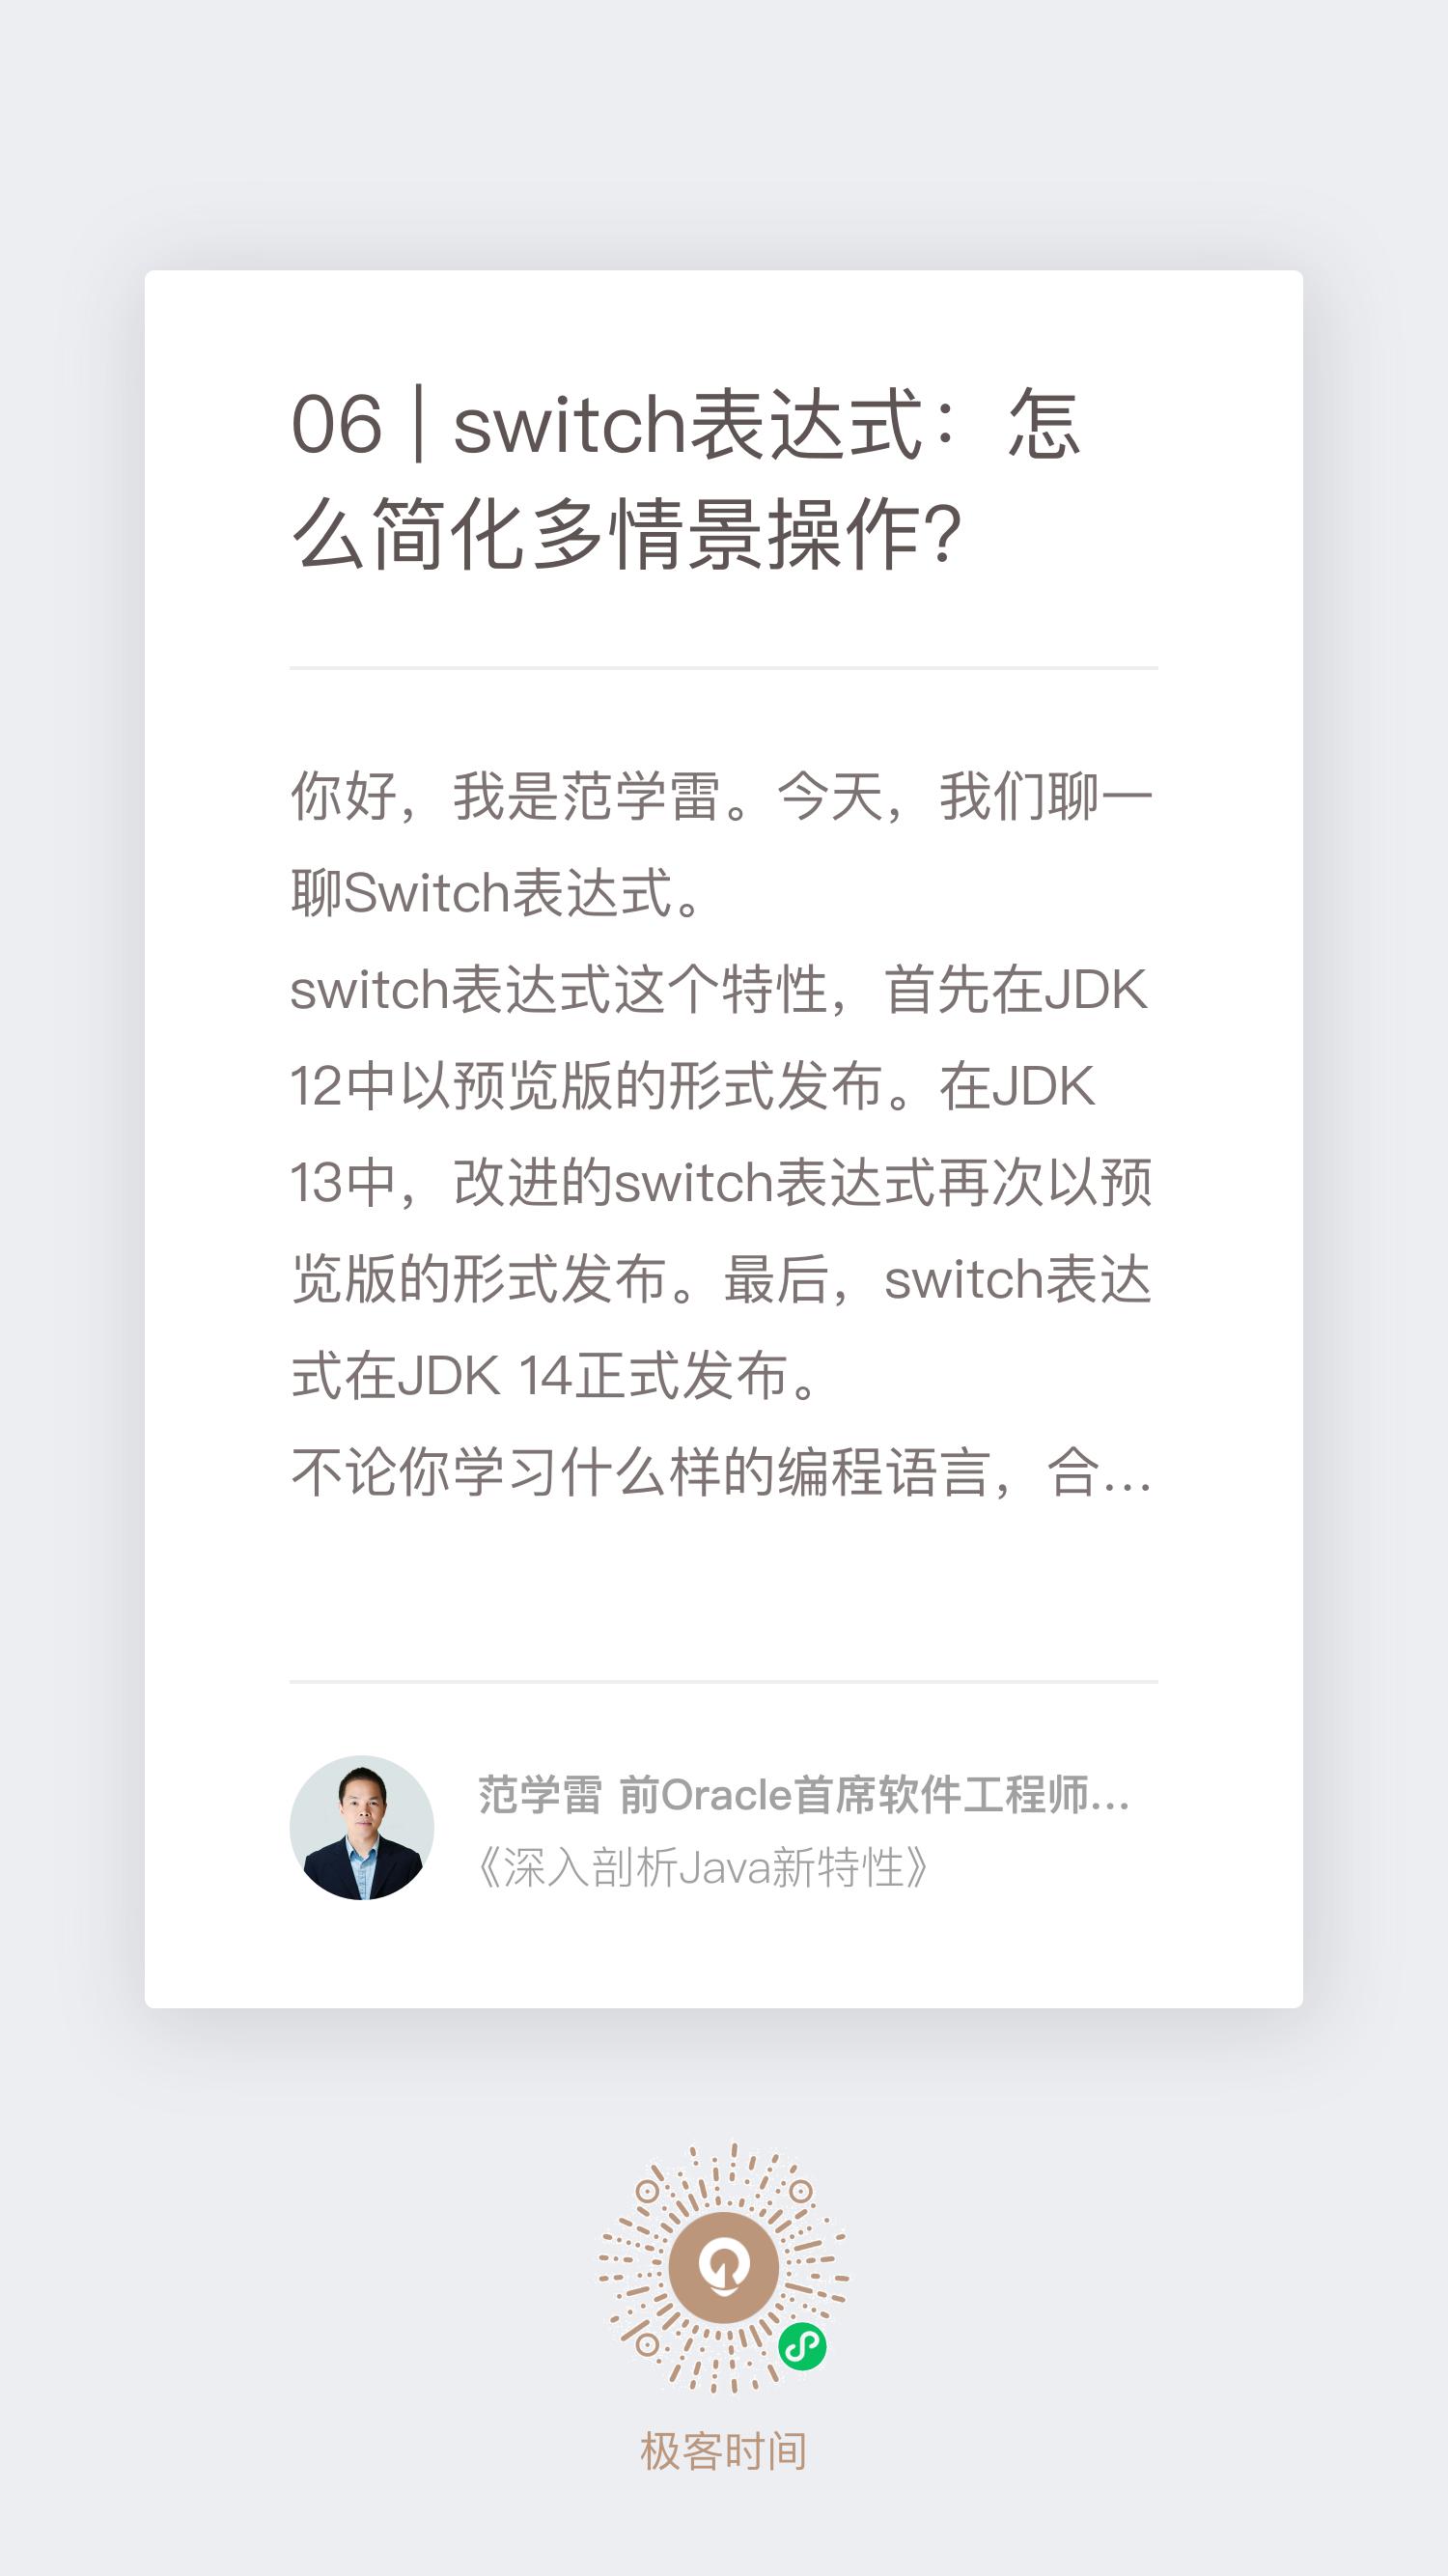 06 | switch表达式：怎
么简化多情景操作？
你好，我是范学雷。今天，我们聊一
聊Switch表达式。
switch表达式这个特性，首先在JDK
12中以预览版的形式发布。在JDK
13中，改进的switch表达式再次以预
览版的形式发布。最后，switch表达
式在JDK 14正式发布。
不论你学习什么样的编程语言，合...
范学雷 前Oracle首席软件工程师...
《深入剖析Java新特性》
极客时间